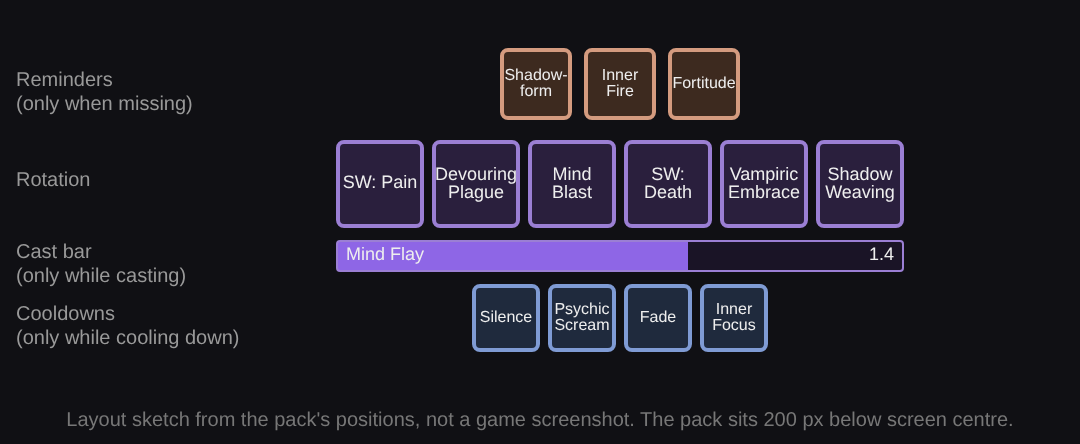 Reminders
(only when missing)
Shadow-
form
Inner
Fire
Fortitude
Rotation
SW: Pain
Devouring
Plague
Mind
Blast
SW:
Death
Vampiric
Embrace
Shadow
Weaving
Cast bar
(only while casting)
Mind Flay
1.4
Cooldowns
(only while cooling down)
Silence
Psychic
Scream
Fade
Inner
Focus
Layout sketch from the pack's positions, not a game screenshot. The pack sits 200 px below screen centre.